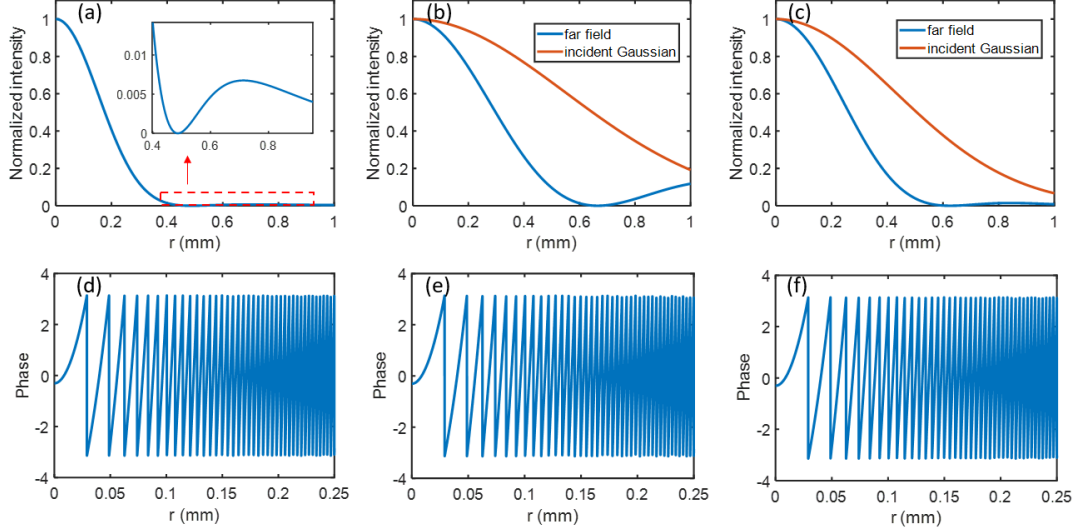 (a)
Normalized intensity
1
0.8
0.6
0.4
0.2
0
0 0.2 0.4 0.6 0.8 1
r (mm)
0.01
0.005
0
0.4 0.6 0.8
(b)
Normalized intensity
1
0.8
0.6
0.4
0.2
0
0 0.2 0.4 0.6 0.8 1
r (mm)
far field
incident Gaussian
(c)
Normalized intensity
1
0.8
0.6
0.4
0.2
0
0 0.2 0.4 0.6 0.8 1
r (mm)
far field
incident Gaussian
(d)
Phase
4
2
0
-2
-4
0 0.05 0.1 0.15 0.2 0.25
r (mm)
(e)
Phase
4
2
0
-2
-4
0 0.05 0.1 0.15 0.2 0.25
r (mm)
(f)
Phase
4
2
0
-2
-4
0 0.05 0.1 0.15 0.2 0.25
r (mm)